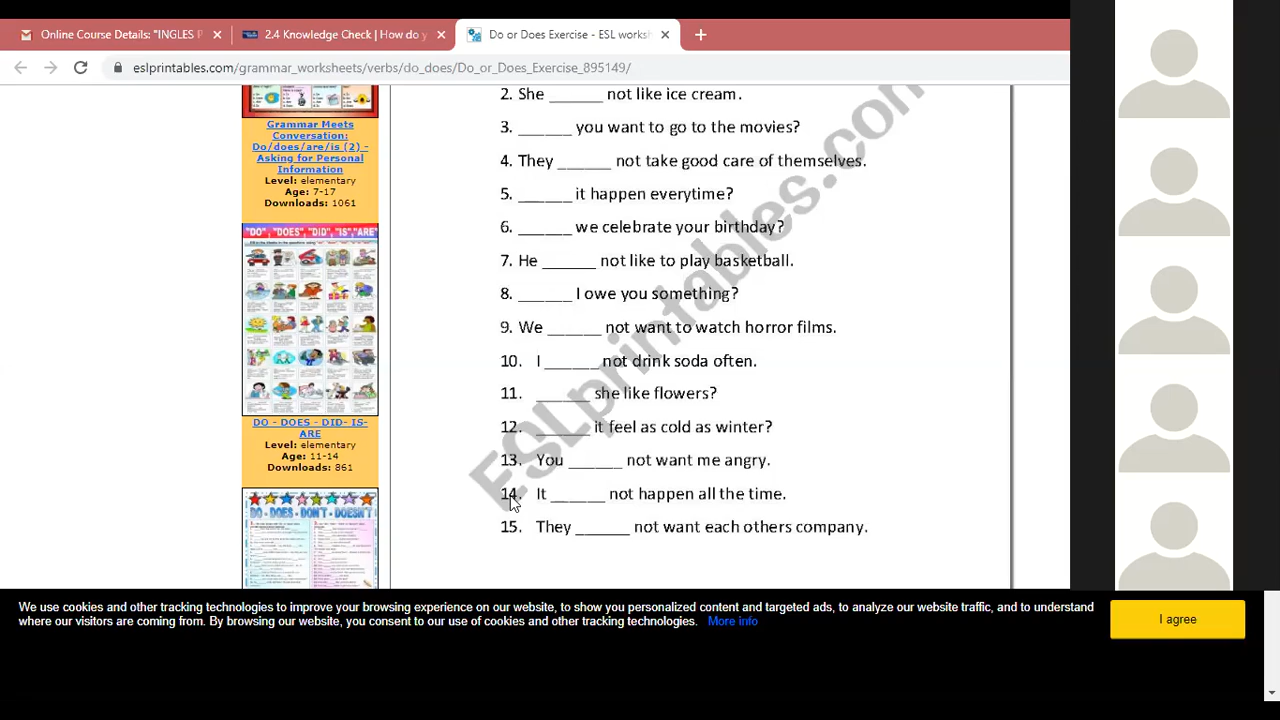 Online Course Details: "INGLES P
2.4 Knowledge Check | How do y
Do or Does Exercise - ESL works
eslprintables.com/grammar_worksheets/verbs/do_does/Do_or_Does_Exercise_895149/
Grammar Meets
Conversation:
Do/does/are/is (2) -
Asking for Personal
Information
Level: elementary
Age: 7-17
Downloads: 1061
"DO", "DOES", "DID", "IS", "ARE"
DO - DOES - DID- IS-
ARE
Level: elementary
Age: 11-14
Downloads: 861
DO - DOES - DON'T - DOESN'T
2. She ______ not like ice cream.
3. ______ you want to go to the movies?
4. They ______ not take good care of themselves.
5. ______ it happen everytime?
6. ______ we celebrate your birthday?
7. He ______ not like to play basketball.
8. ______ I owe you something?
9. We ______ not want to watch horror films.
10. I ______ not drink soda often.
11. ______ she like flowers?
12. ______ it feel as cold as winter?
13. You ______ not want me angry.
14. It ______ not happen all the time.
15. They ______ not want each others company.
ESLprintables.com
We use cookies and other tracking technologies to improve your browsing experience on our website, to show you personalized content and targeted ads, to analyze our website traffic, and to understand
where our visitors are coming from. By browsing our website, you consent to our use of cookies and other tracking technologies. More info
I agree